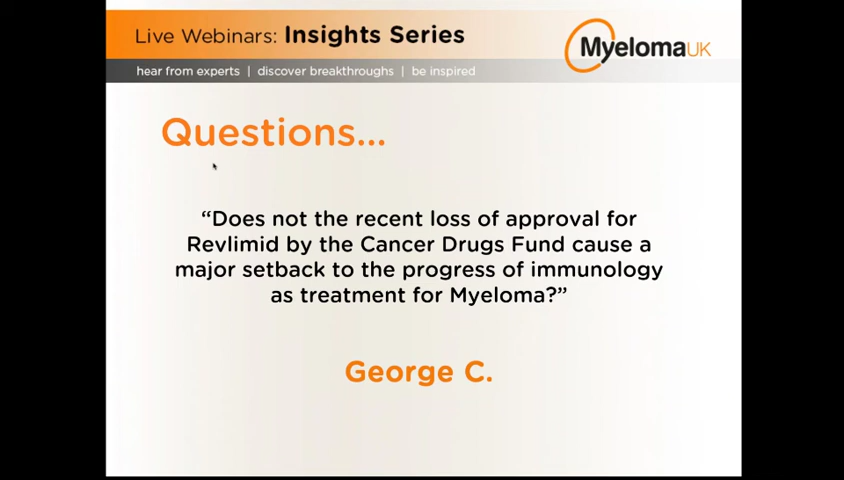 Live Webinars: Insights Series
MyelomaUK
hear from experts | discover breakthroughs | be inspired
Questions...
“Does not the recent loss of approval for
Revlimid by the Cancer Drugs Fund cause a
major setback to the progress of immunology
as treatment for Myeloma?”
George C.